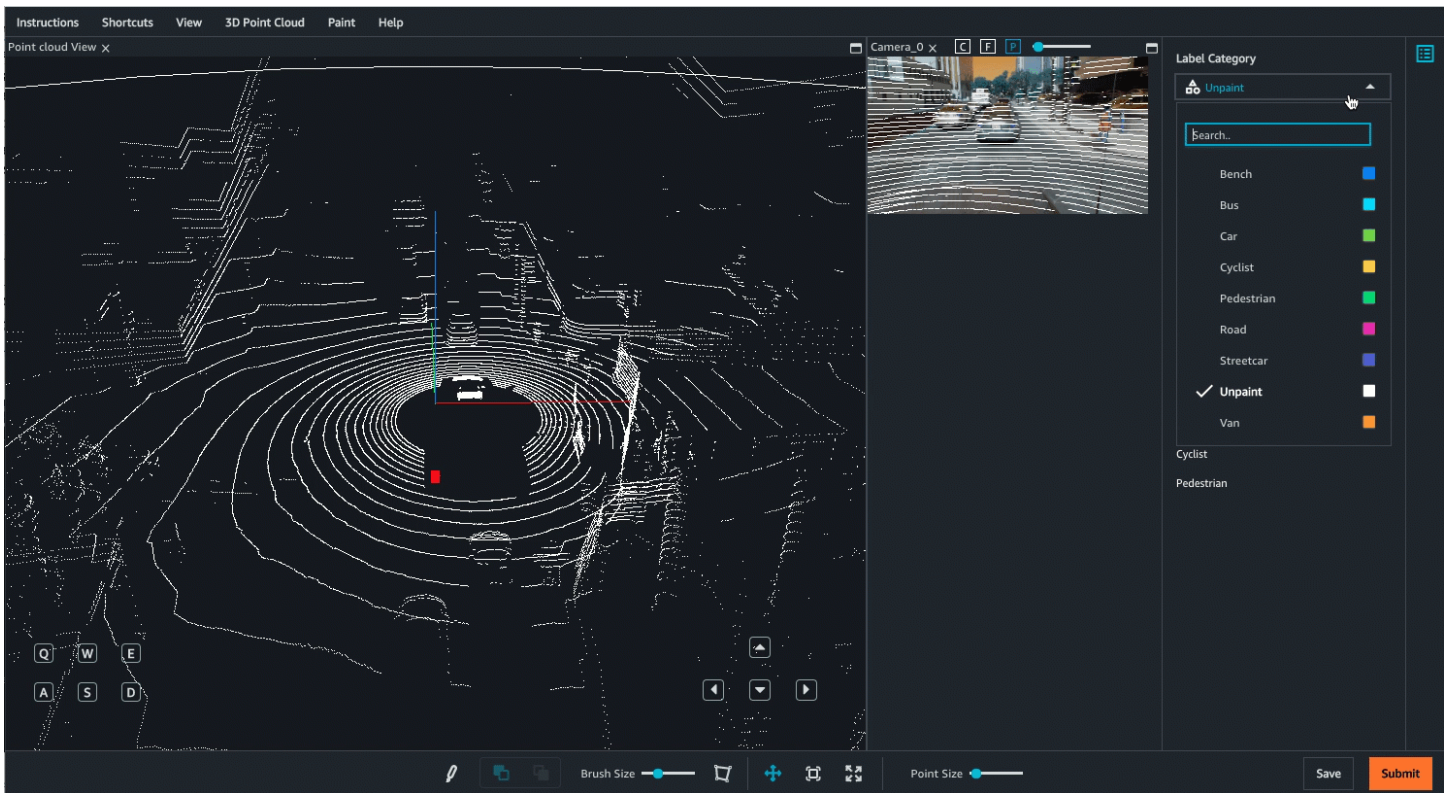 Instructions Shortcuts View 3D Point Cloud Paint Help
Point cloud View x
Camera_0 x C F P
Label Category
Unpaint
Search..
Bench
Bus
Car
Cyclist
Pedestrian
Road
Streetcar
Unpaint
Van
Cyclist
Pedestrian
Q W E
A S D
Brush Size
Point Size
Save
Submit